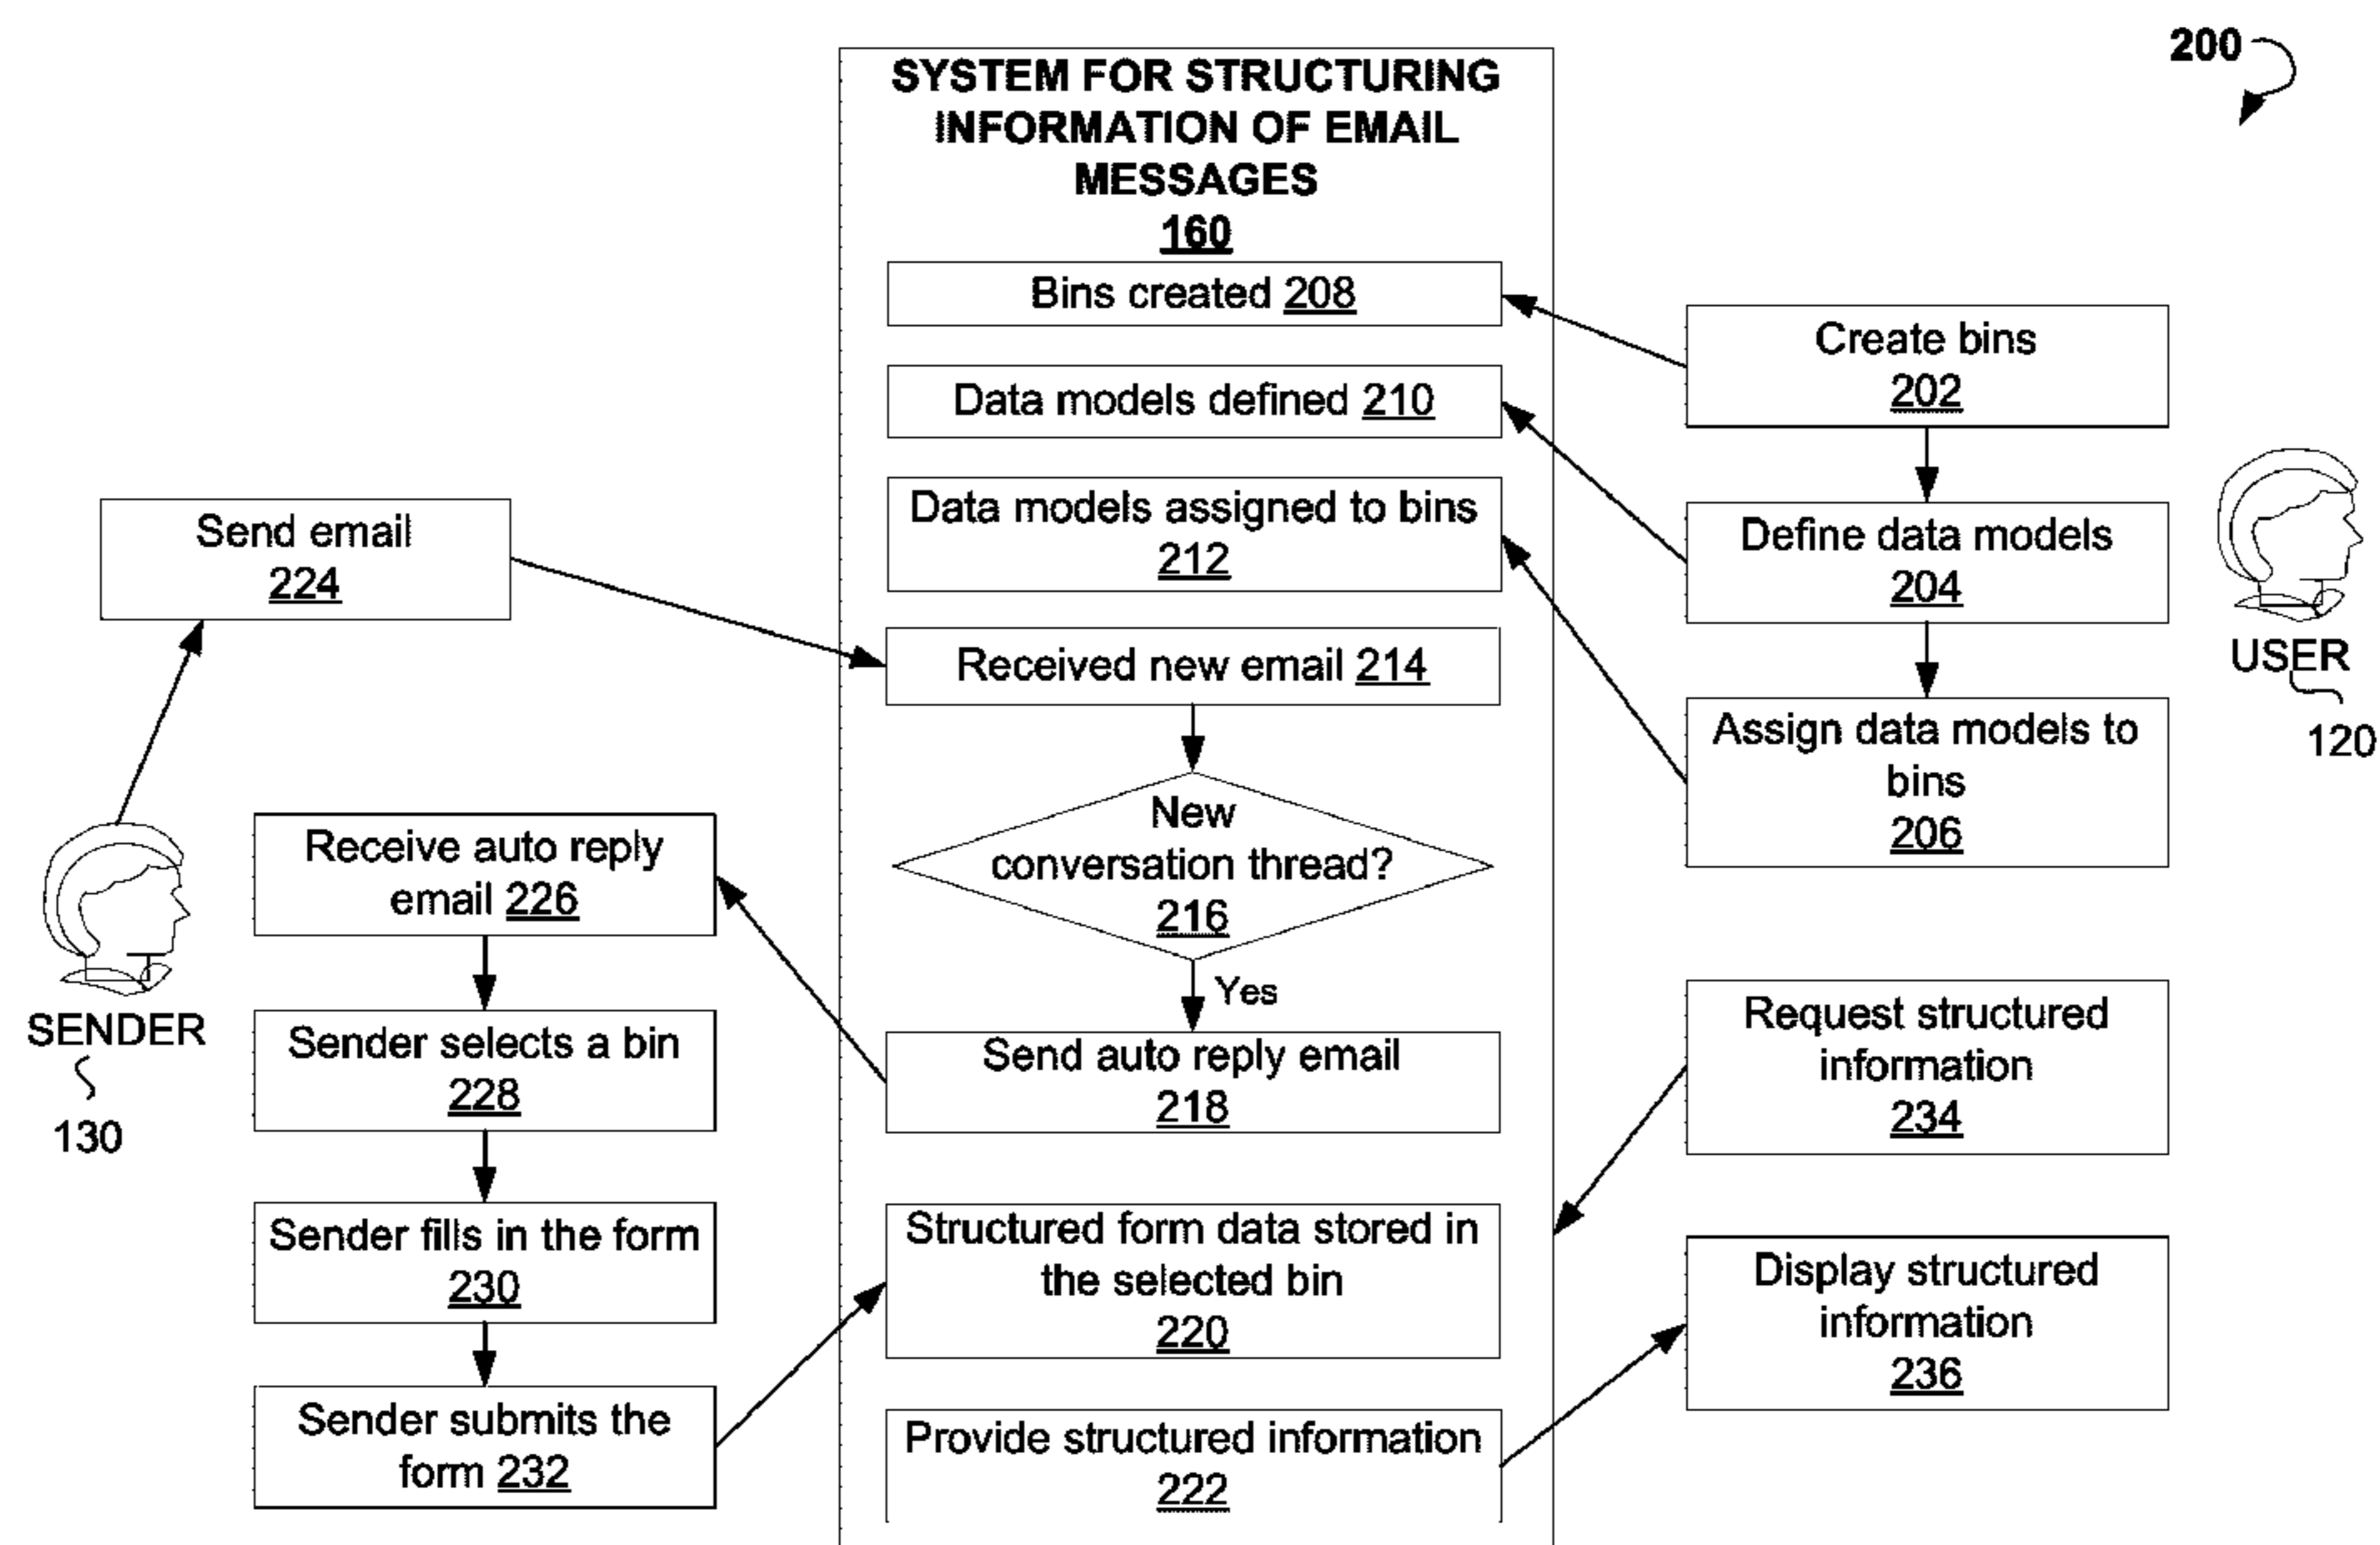 200
SYSTEM FOR STRUCTURING
INFORMATION OF EMAIL
MESSAGES
160
Bins created 208
Data models defined 210
Data models assigned to bins
212
Received new email 214
New
conversation thread?
216
Yes
Send auto reply email
218
Structured form data stored in
the selected bin
220
Provide structured information
222
Create bins
202
Define data models
204
Assign data models to
bins
206
USER
120
Request structured
information
234
Display structured
information
236
Send email
224
SENDER
130
Receive auto reply
email 226
Sender selects a bin
228
Sender fills in the form
230
Sender submits the
form 232